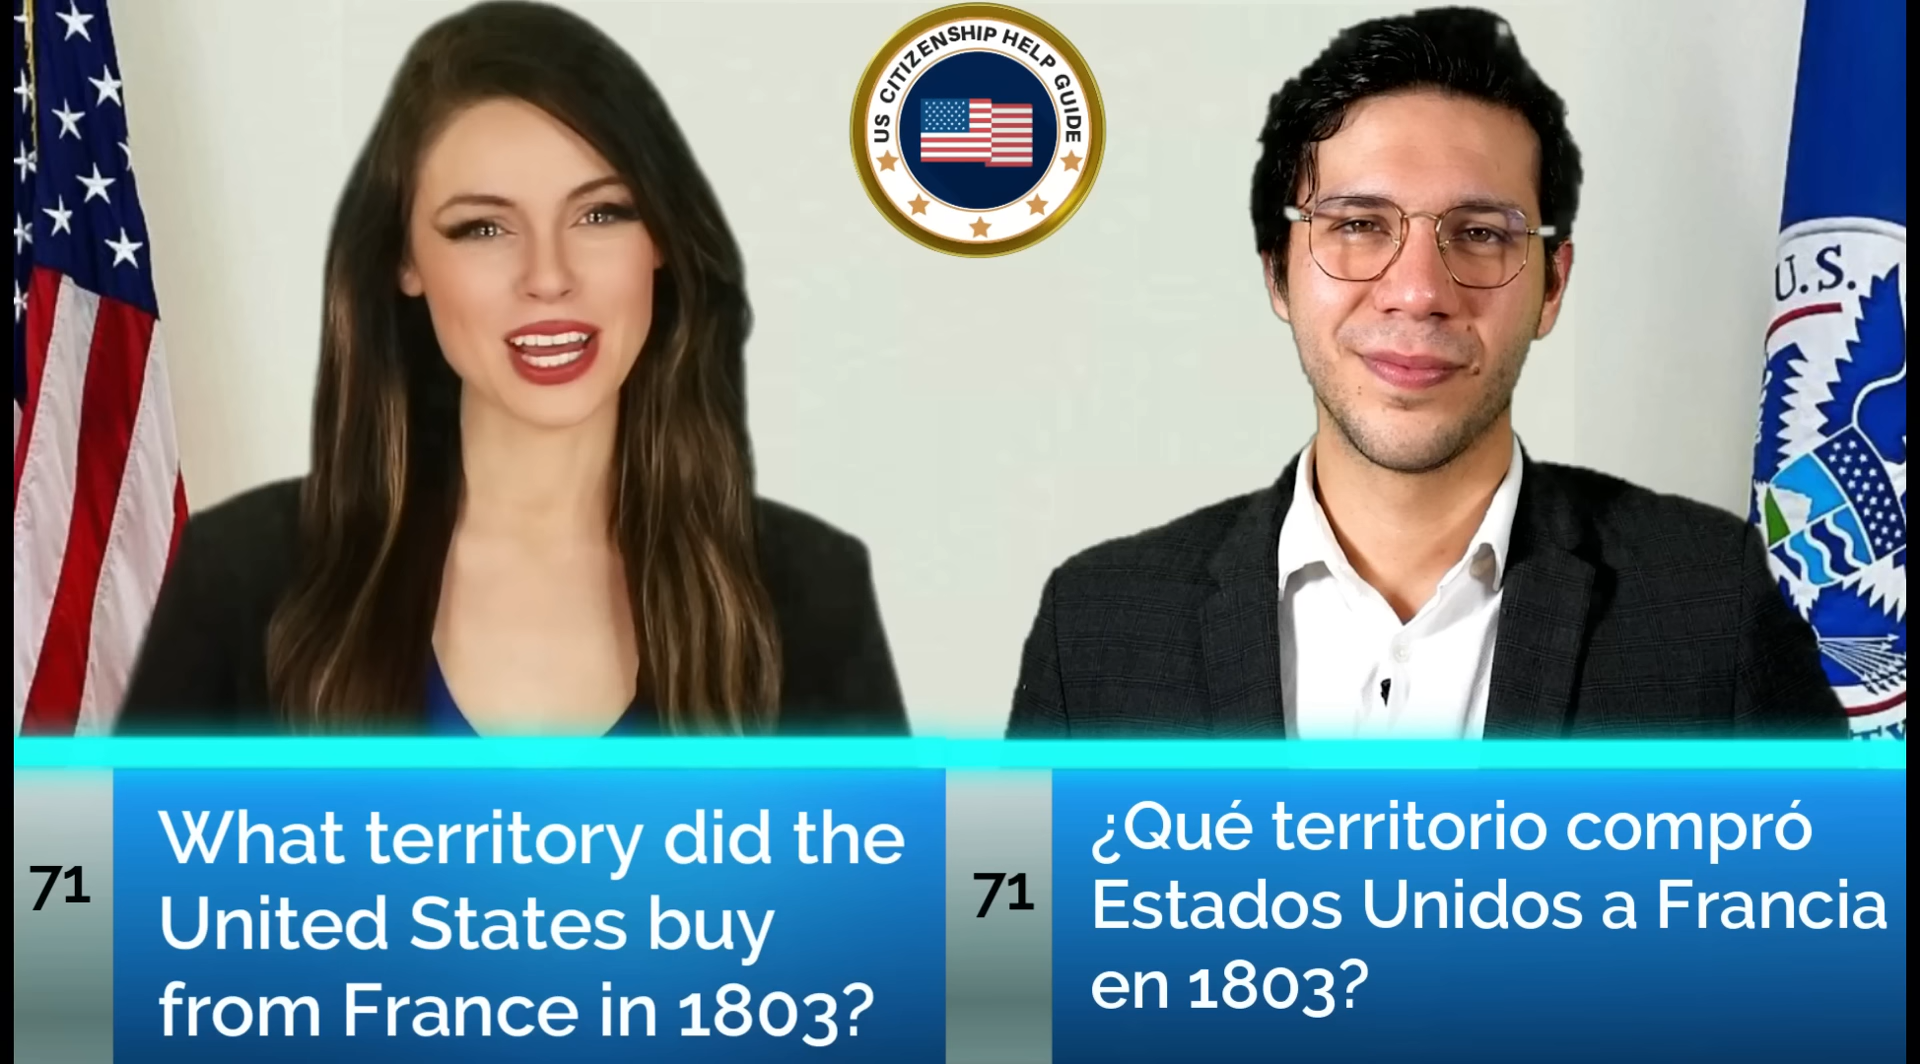 US CITIZENSHIP HELP GUIDE
U.S.
71
What territory did the
United States buy
from France in 1803?
71
¿Qué territorio compró
Estados Unidos a Francia
en 1803?